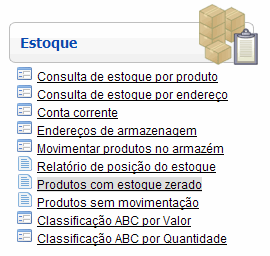 Estoque
Consulta de estoque por produto
Consulta de estoque por endereço
Conta corrente
Endereços de armazenagem
Movimentar produtos no armazém
Relatório de posição do estoque
Produtos com estoque zerado
Produtos sem movimentação
Classificação ABC por Valor
Classificação ABC por Quantidade